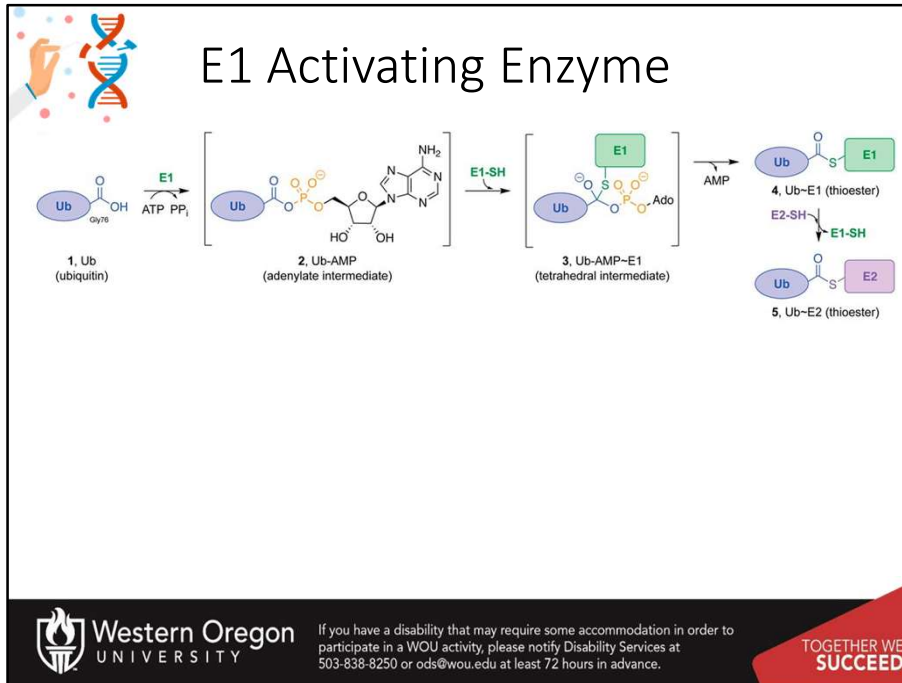 E1 Activating Enzyme
Ub
O
OH
Gly76
1, Ub
(ubiquitin)
E1
ATP PPi
Ub
O
O
P
O
O⊖
O
O
HO
OH
N
N
N
N
NH2
2, Ub-AMP
(adenylate intermediate)
E1-SH
Ub
⊖O
S
E1
O
O
P
O⊖
O
Ado
3, Ub-AMP~E1
(tetrahedral intermediate)
AMP
Ub
O
S
E1
4, Ub~E1 (thioester)
E2-SH
E1-SH
Ub
O
S
E2
5, Ub~E2 (thioester)
Western Oregon
UNIVERSITY
If you have a disability that may require some accommodation in order to
participate in a WOU activity, please notify Disability Services at
503-838-8250 or ods@wou.edu at least 72 hours in advance.
TOGETHER WE
SUCCEED